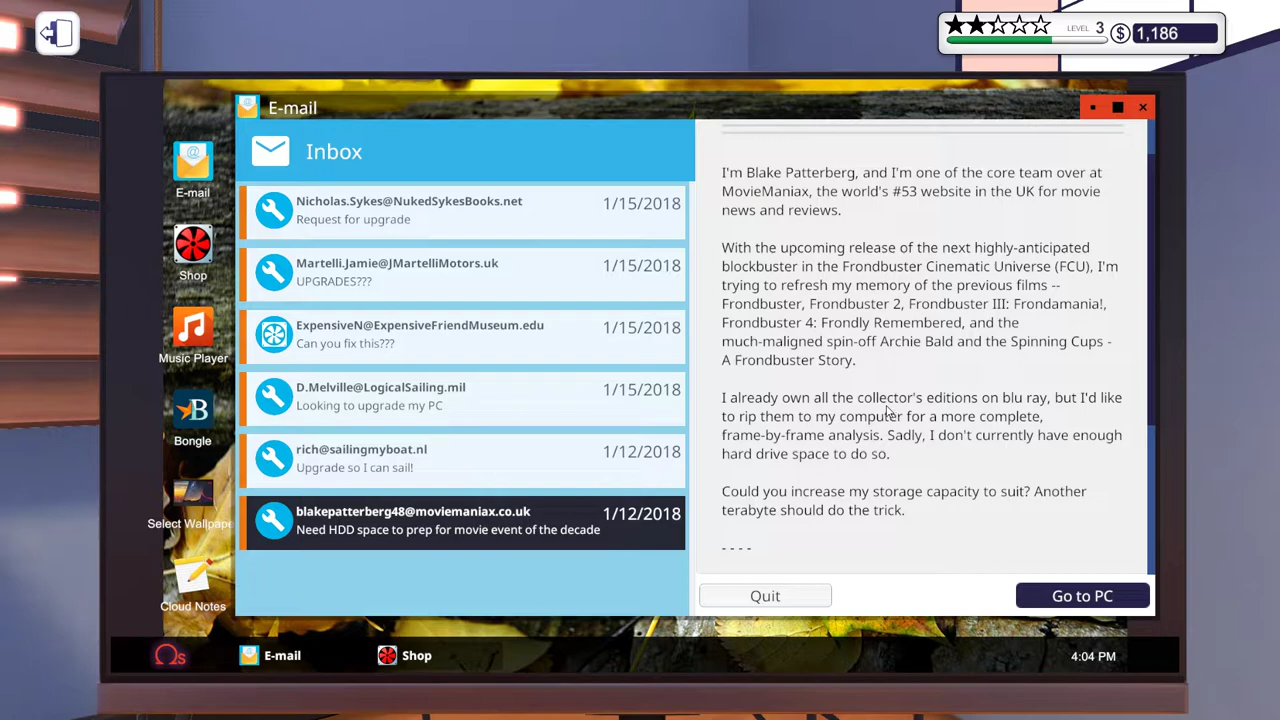 LEVEL 3
$ 1,186
E-mail
Inbox
E-mail
Shop
Music Player
Bongle
Select Wallpape
Cloud Notes
Nicholas.Sykes@NukedSykesBooks.net 1/15/2018
Request for upgrade
Martelli.Jamie@JMartelliMotors.uk 1/15/2018
UPGRADES???
ExpensiveN@ExpensiveFriendMuseum.edu 1/15/2018
Can you fix this???
D.Melville@LogicalSailing.mil 1/15/2018
Looking to upgrade my PC
rich@sailingmyboat.nl 1/12/2018
Upgrade so I can sail!
blakepatterberg48@moviemaniax.co.uk 1/12/2018
Need HDD space to prep for movie event of the decade
I'm Blake Patterberg, and I'm one of the core team over at
MovieManiax, the world's #53 website in the UK for movie
news and reviews.
With the upcoming release of the next highly-anticipated
blockbuster in the Frondbuster Cinematic Universe (FCU), I'm
trying to refresh my memory of the previous films --
Frondbuster, Frondbuster 2, Frondbuster III: Frondamania!,
Frondbuster 4: Frondly Remembered, and the
much-maligned spin-off Archie Bald and the Spinning Cups -
A Frondbuster Story.
I already own all the collector's editions on blu ray, but I'd like
to rip them to my computer for a more complete,
frame-by-frame analysis. Sadly, I don't currently have enough
hard drive space to do so.
Could you increase my storage capacity to suit? Another
terabyte should do the trick.
- - - -
Quit
Go to PC
E-mail
Shop
4:04 PM